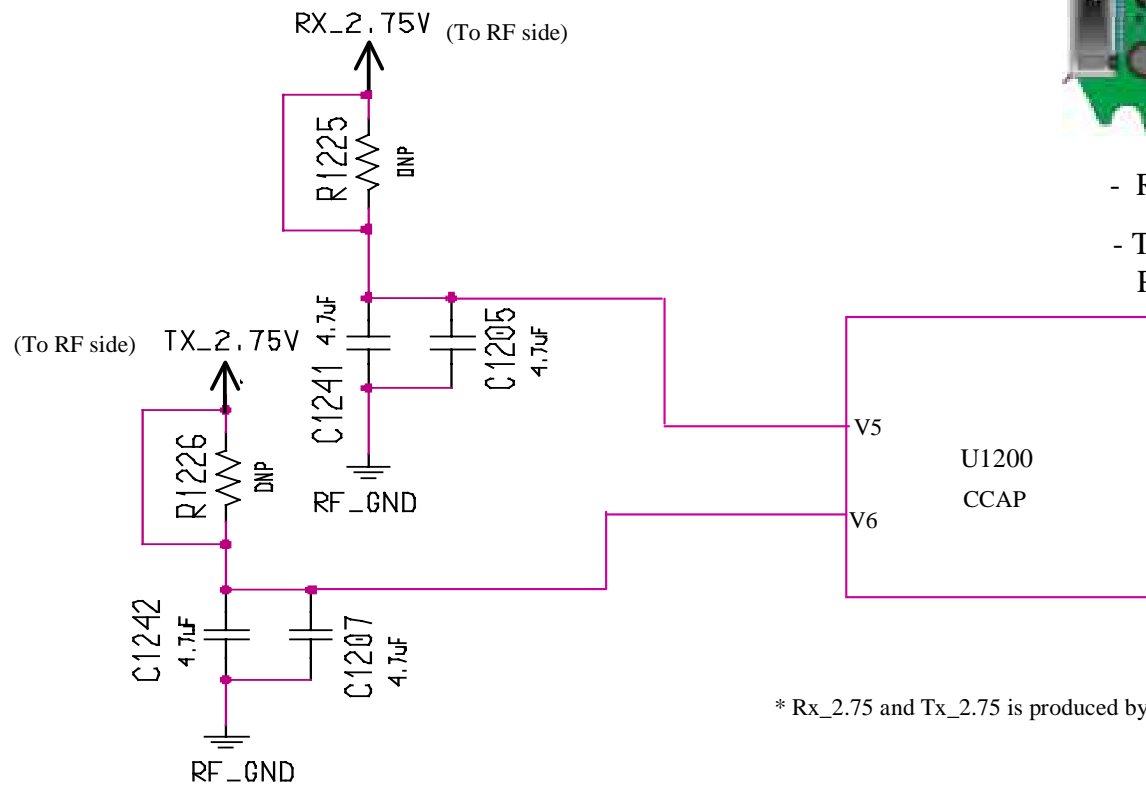 RX_2.75V (To RF side)
R1225
DNP
4.7uF
C1241
C1205
4.7uF
RF_GND
(To RF side) TX_2.75V
R1226
DNP
C1242
4.7uF
C1207
4.7uF
RF_GND
- R
- T
V5
V6
U1200
CCAP
* Rx_2.75 and Tx_2.75 is produced by